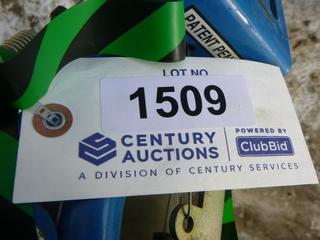 PATENT PEN
LOT NO
1509
CENTURY
AUCTIONS
POWERED BY
ClubBid
A DIVISION OF CENTURY SERVICES